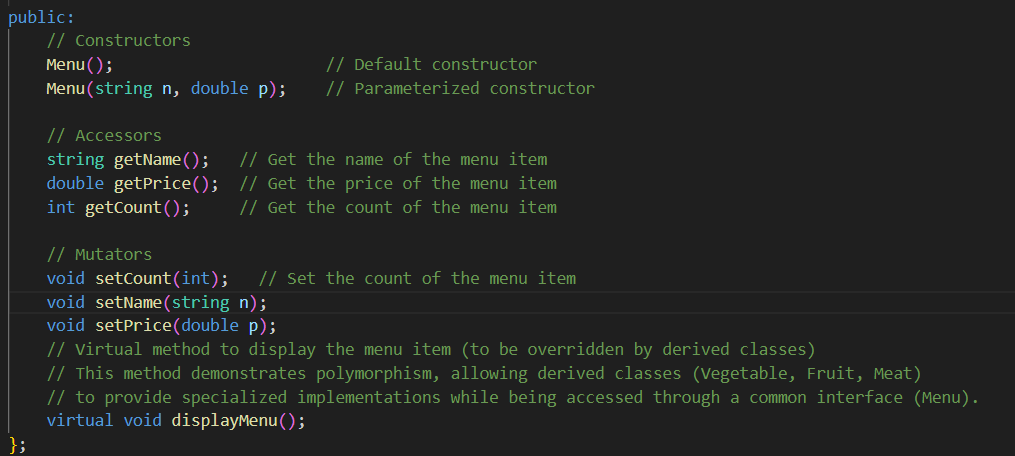 public:
// Constructors
Menu(); // Default constructor
Menu(string n, double p); // Parameterized constructor
// Accessors
string getName(); // Get the name of the menu item
double getPrice(); // Get the price of the menu item
int getCount(); // Get the count of the menu item
// Mutators
void setCount(int); // Set the count of the menu item
void setName(string n);
void setPrice(double p);
// Virtual method to display the menu item (to be overridden by derived classes)
// This method demonstrates polymorphism, allowing derived classes (Vegetable, Fruit, Meat)
// to provide specialized implementations while being accessed through a common interface (Menu).
virtual void displayMenu();
};